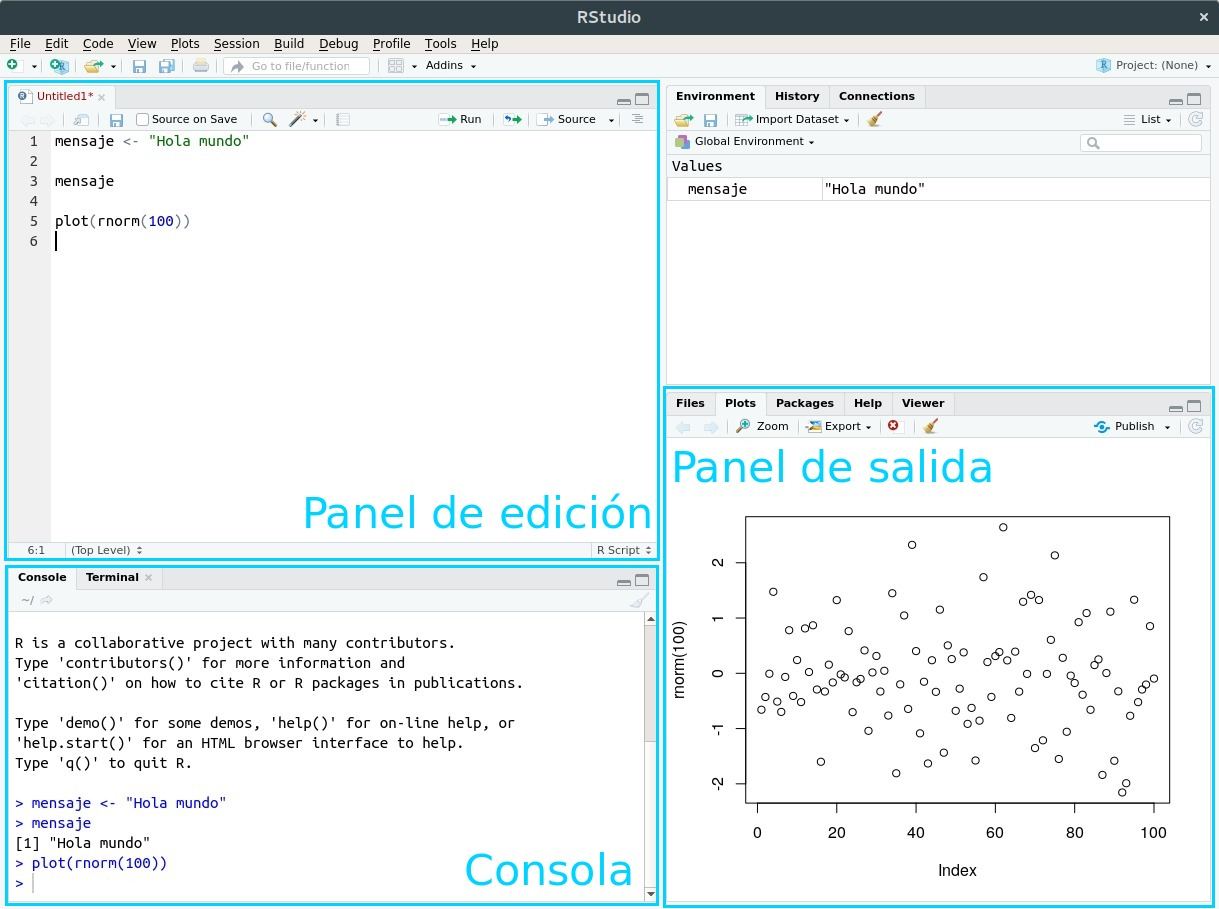 RStudio ×
File Edit Code View Plots Session Build Debug Profile Tools Help
Go to file/function Addins Project: (None)
Untitled1* ×
Source on Save Run Source
1 mensaje <- "Hola mundo"
2
3 mensaje
4
5 plot(rnorm(100))
6
Panel de edición
6:1 (Top Level) R Script
Console Terminal ×
~/
R is a collaborative project with many contributors.
Type 'contributors()' for more information and
'citation()' on how to cite R or R packages in publications.
Type 'demo()' for some demos, 'help()' for on-line help, or
'help.start()' for an HTML browser interface to help.
Type 'q()' to quit R.
> mensaje <- "Hola mundo"
> mensaje
[1] "Hola mundo"
> plot(rnorm(100))
>
Consola
Environment History Connections
Import Dataset List
Global Environment
Values
mensaje "Hola mundo"
Files Plots Packages Help Viewer
Zoom Export Publish
Panel de salida
rnorm(100)
2
1
0
-1
-2
0 20 40 60 80 100
Index